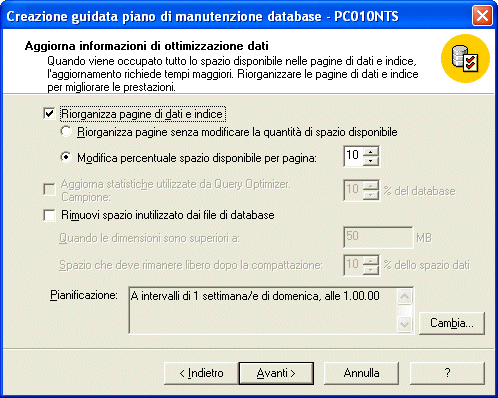 Creazione guidata piano di manutenzione database - PC010NTS
Aggiorna informazioni di ottimizzazione dati
Quando viene occupato tutto lo spazio disponibile nelle pagine di dati e indice,
l'aggiornamento richiede tempi maggiori. Riorganizzare le pagine di dati e indice
per migliorare le prestazioni.
Riorganizza pagine di dati e indice
Riorganizza pagine senza modificare la quantità di spazio disponibile
Modifica percentuale spazio disponibile per pagina: 10
Aggiorna statistiche utilizzate da Query Optimizer.
Campione: 10 % del database
Rimuovi spazio inutilizzato dai file di database
Quando le dimensioni sono superiori a: 50 MB
Spazio che deve rimanere libero dopo la compattazione: 10 % dello spazio dati
Pianificazione: A intervalli di 1 settimana/e di domenica, alle 1.00.00
Cambia...
< Indietro Avanti > Annulla ?